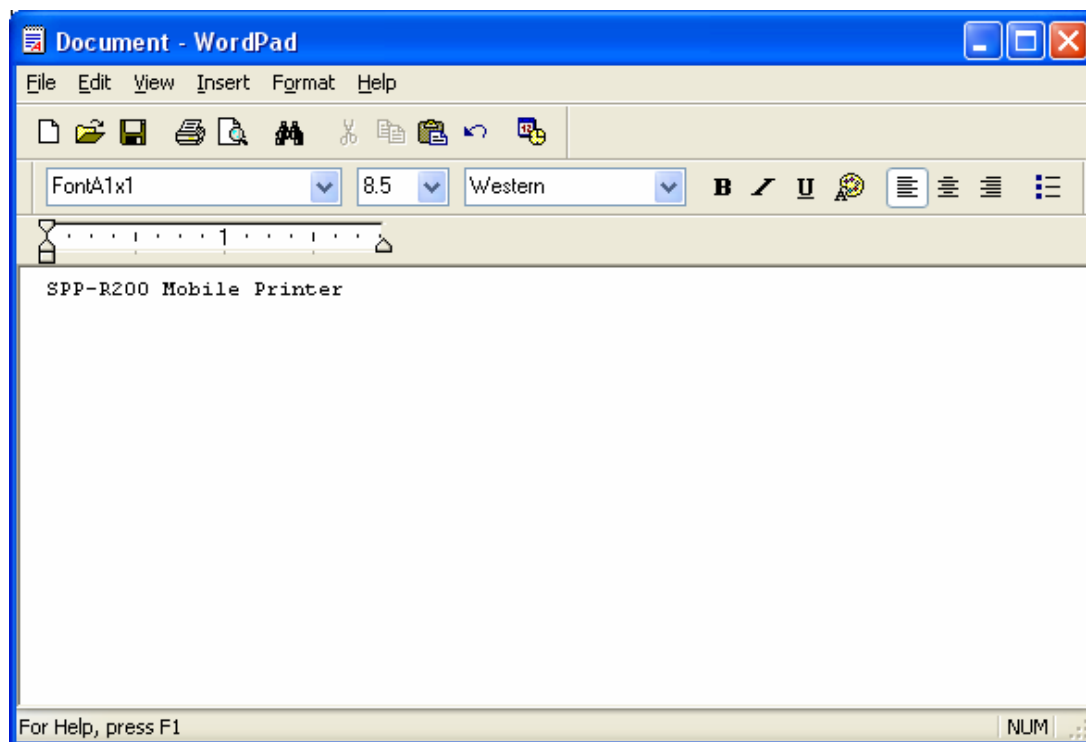 Document - WordPad
File Edit View Insert Format Help
FontA1x1 8.5 Western B I U
1
SPP-R200 Mobile Printer
For Help, press F1 NUM